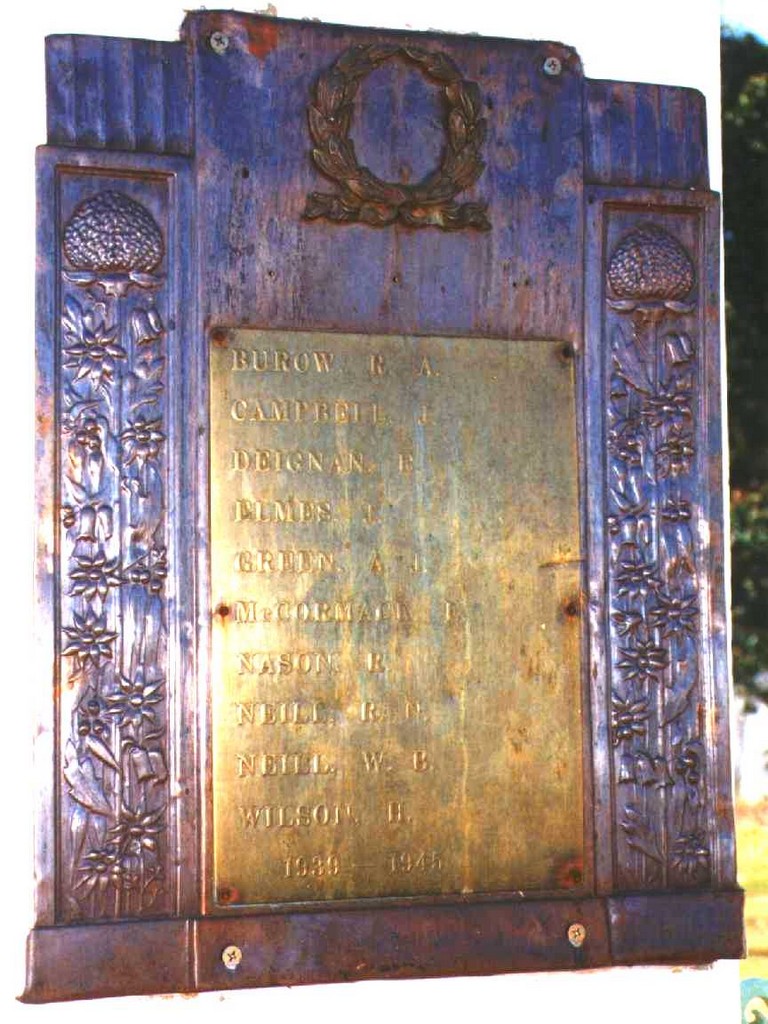 BUROW R. A.
CAMPBELL. J.
DEIGNAN.
ELMES
GREEN. A. J.
McCORMACK
NASON. R.
NEILL. R. N.
NEILL. W. B.
WILSON. H.
1939 — 1945